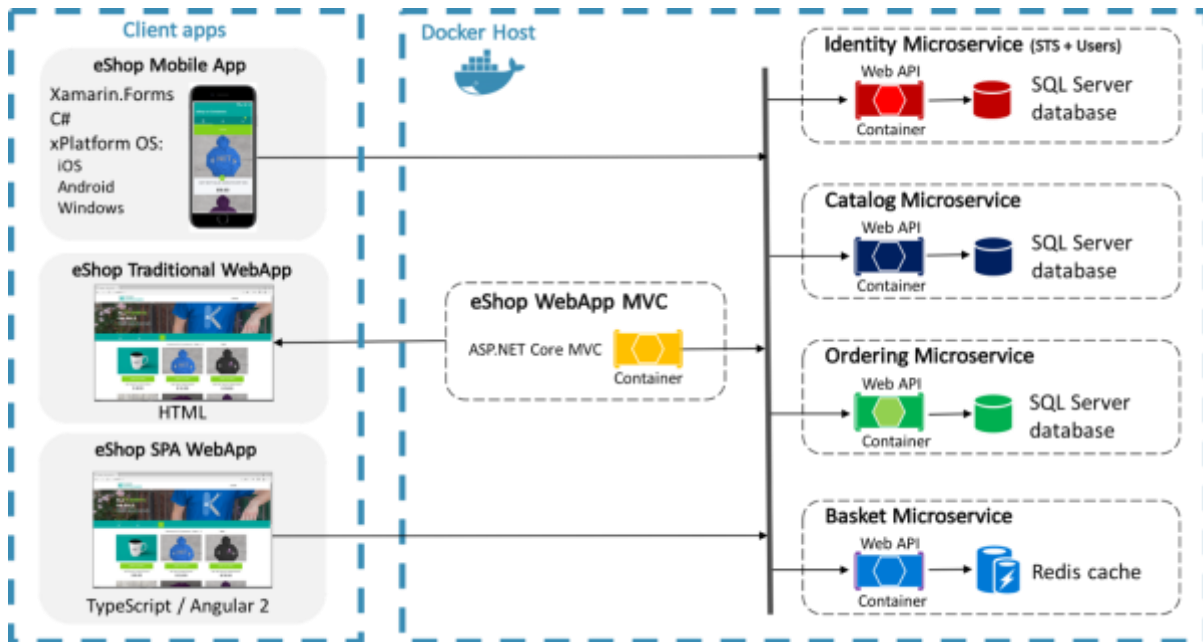 Client apps
eShop Mobile App
Xamarin.Forms
C#
xPlatform OS:
iOS
Android
Windows
eShop Traditional WebApp
HTML
eShop SPA WebApp
TypeScript / Angular 2
Docker Host
eShop WebApp MVC
ASP.NET Core MVC
Container
Identity Microservice (STS + Users)
Web API
Container
SQL Server
database
Catalog Microservice
Web API
Container
SQL Server
database
Ordering Microservice
Web API
Container
SQL Server
database
Basket Microservice
Web API
Container
Redis cache